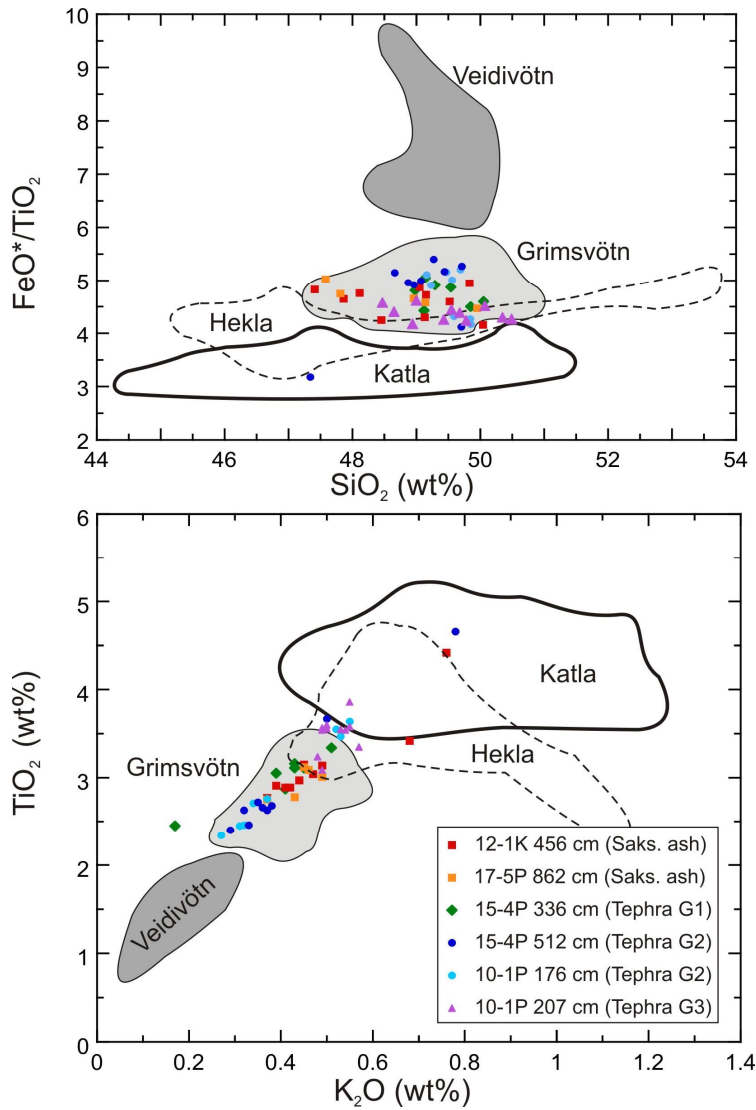 10
9
8
7
6
5
4
3
2
FeO*/TiO₂
Veidivötn
Grimsvötn
Hekla
Katla
44 46 48 50 52 54
SiO₂ (wt%)
6
5
4
3
2
1
0
TiO₂ (wt%)
Katla
Hekla
Grimsvötn
Veidivötn
12-1K 456 cm (Saks. ash)
17-5P 862 cm (Saks. ash)
15-4P 336 cm (Tephra G1)
15-4P 512 cm (Tephra G2)
10-1P 176 cm (Tephra G2)
10-1P 207 cm (Tephra G3)
0 0.2 0.4 0.6 0.8 1 1.2 1.4
K₂O (wt%)